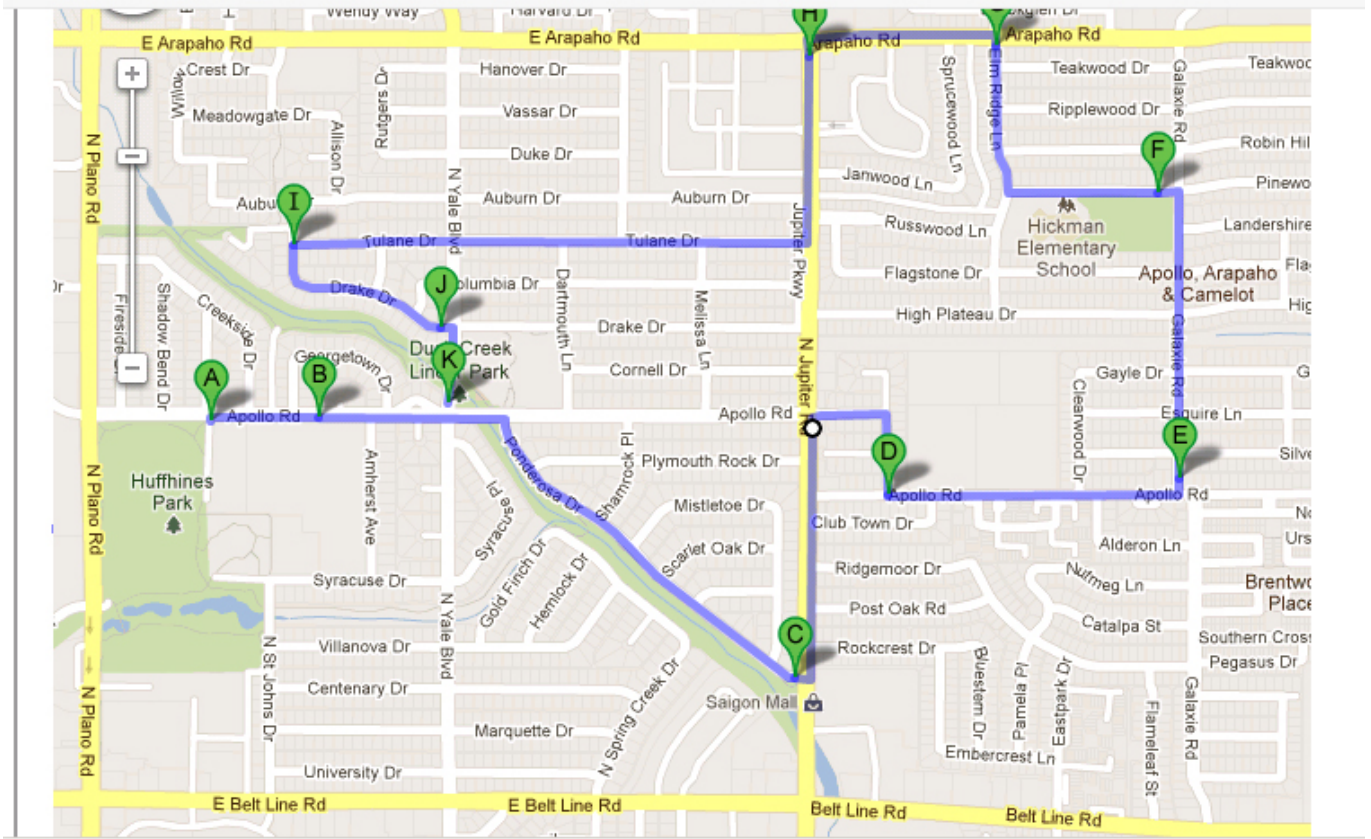 Wendy Way
Harvard Dr
H
G
E Arapaho Rd
E Arapaho Rd
Arapaho Rd
Arapaho Rd
Crest Dr
Hanover Dr
Teakwood Dr
Teakwood
Willow
Rutgers Dr
Meadowgate Dr
Vassar Dr
Sprucewood Ln
Elm Ridge Ln
Ripplewood Dr
Galaxie Rd
Allison Dr
Duke Dr
F
Robin Hil
N Plano Rd
Janwood Ln
Pinewo
I
Auburn Dr
Auburn Dr
N Yale Blvd
Jupiter Pkwy
Russwood Ln
Hickman
Elementary
School
Landershire
Tulane Dr
Tulane Dr
Flagstone Dr
Apollo, Arapaho
& Camelot
Drake Dr
J
Dartmouth Ln
Melissa Ln
High Plateau Dr
Fireside
Shadow Bend Dr
Creekside Dr
Drake Dr
N Jupiter Rd
Galaxie Rd
Georgetown Dr
K
Creek
Park
Cornell Dr
Gayle Dr
A
B
Clearwood Dr
Apollo Rd
Apollo Rd
Esquire Ln
D
E
Huffhines
Park
N Plano Rd
Amherst Ave
Ponderosa Dr
Shamrock Pl
Plymouth Rock Dr
Silve
Apollo Rd
Apollo Rd
Syracuse Pl
Mistletoe Dr
Club Town Dr
Alderon Ln
Gold Finch Dr
Hemlock Dr
Scarlet Oak Dr
Ridgemoor Dr
Nutmeg Ln
Syracuse Dr
Brentwo
Place
N Yale Blvd
Post Oak Rd
Catalpa St
Villanova Dr
C
Rockcrest Dr
Southern Cross
N St Johns Dr
Pegasus Dr
N Plano Rd
Centenary Dr
N Spring Creek Dr
Saigon Mall
Bluestem Dr
Pamela Pl
Eastpark Dr
Flameleaf St
Galaxie Rd
Marquette Dr
Embercrest Ln
University Dr
E Belt Line Rd
E Belt Line Rd
Belt Line Rd
Belt Line Rd